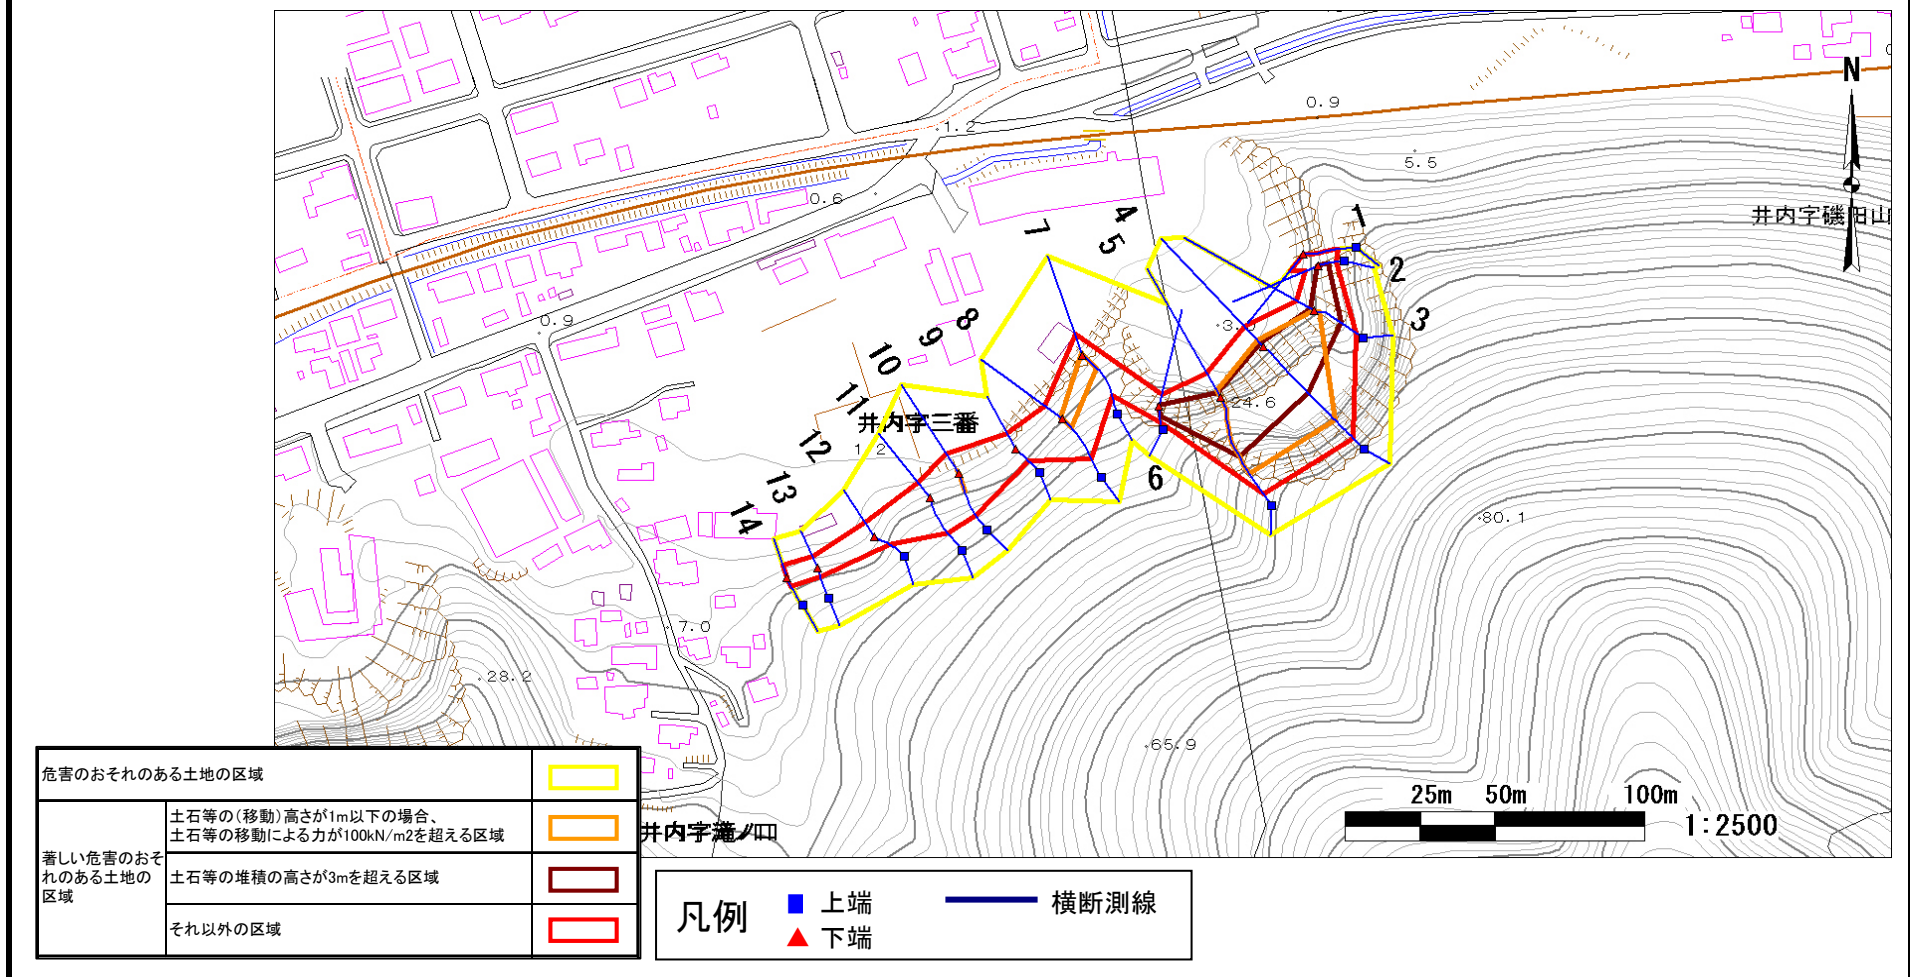 N
0.9
1.2
5.5
0.6
井内字磯田山
1
2
3
4
5
7
0.9
8
9
10
11
井内字三番
1.2
12
13
14
24.6
6
80.1
7.0
28.2
65.9
井内字滝ノ口
25m 50m 100m
1:2500
危害のおそれのある土地の区域
著しい危害のおそ
れのある土地の
区域
土石等の(移動)高さが1m以下の場合、
土石等の移動による力が100kN/m2を超える区域
土石等の堆積の高さが3mを超える区域
それ以外の区域
凡例
上端
横断測線
下端